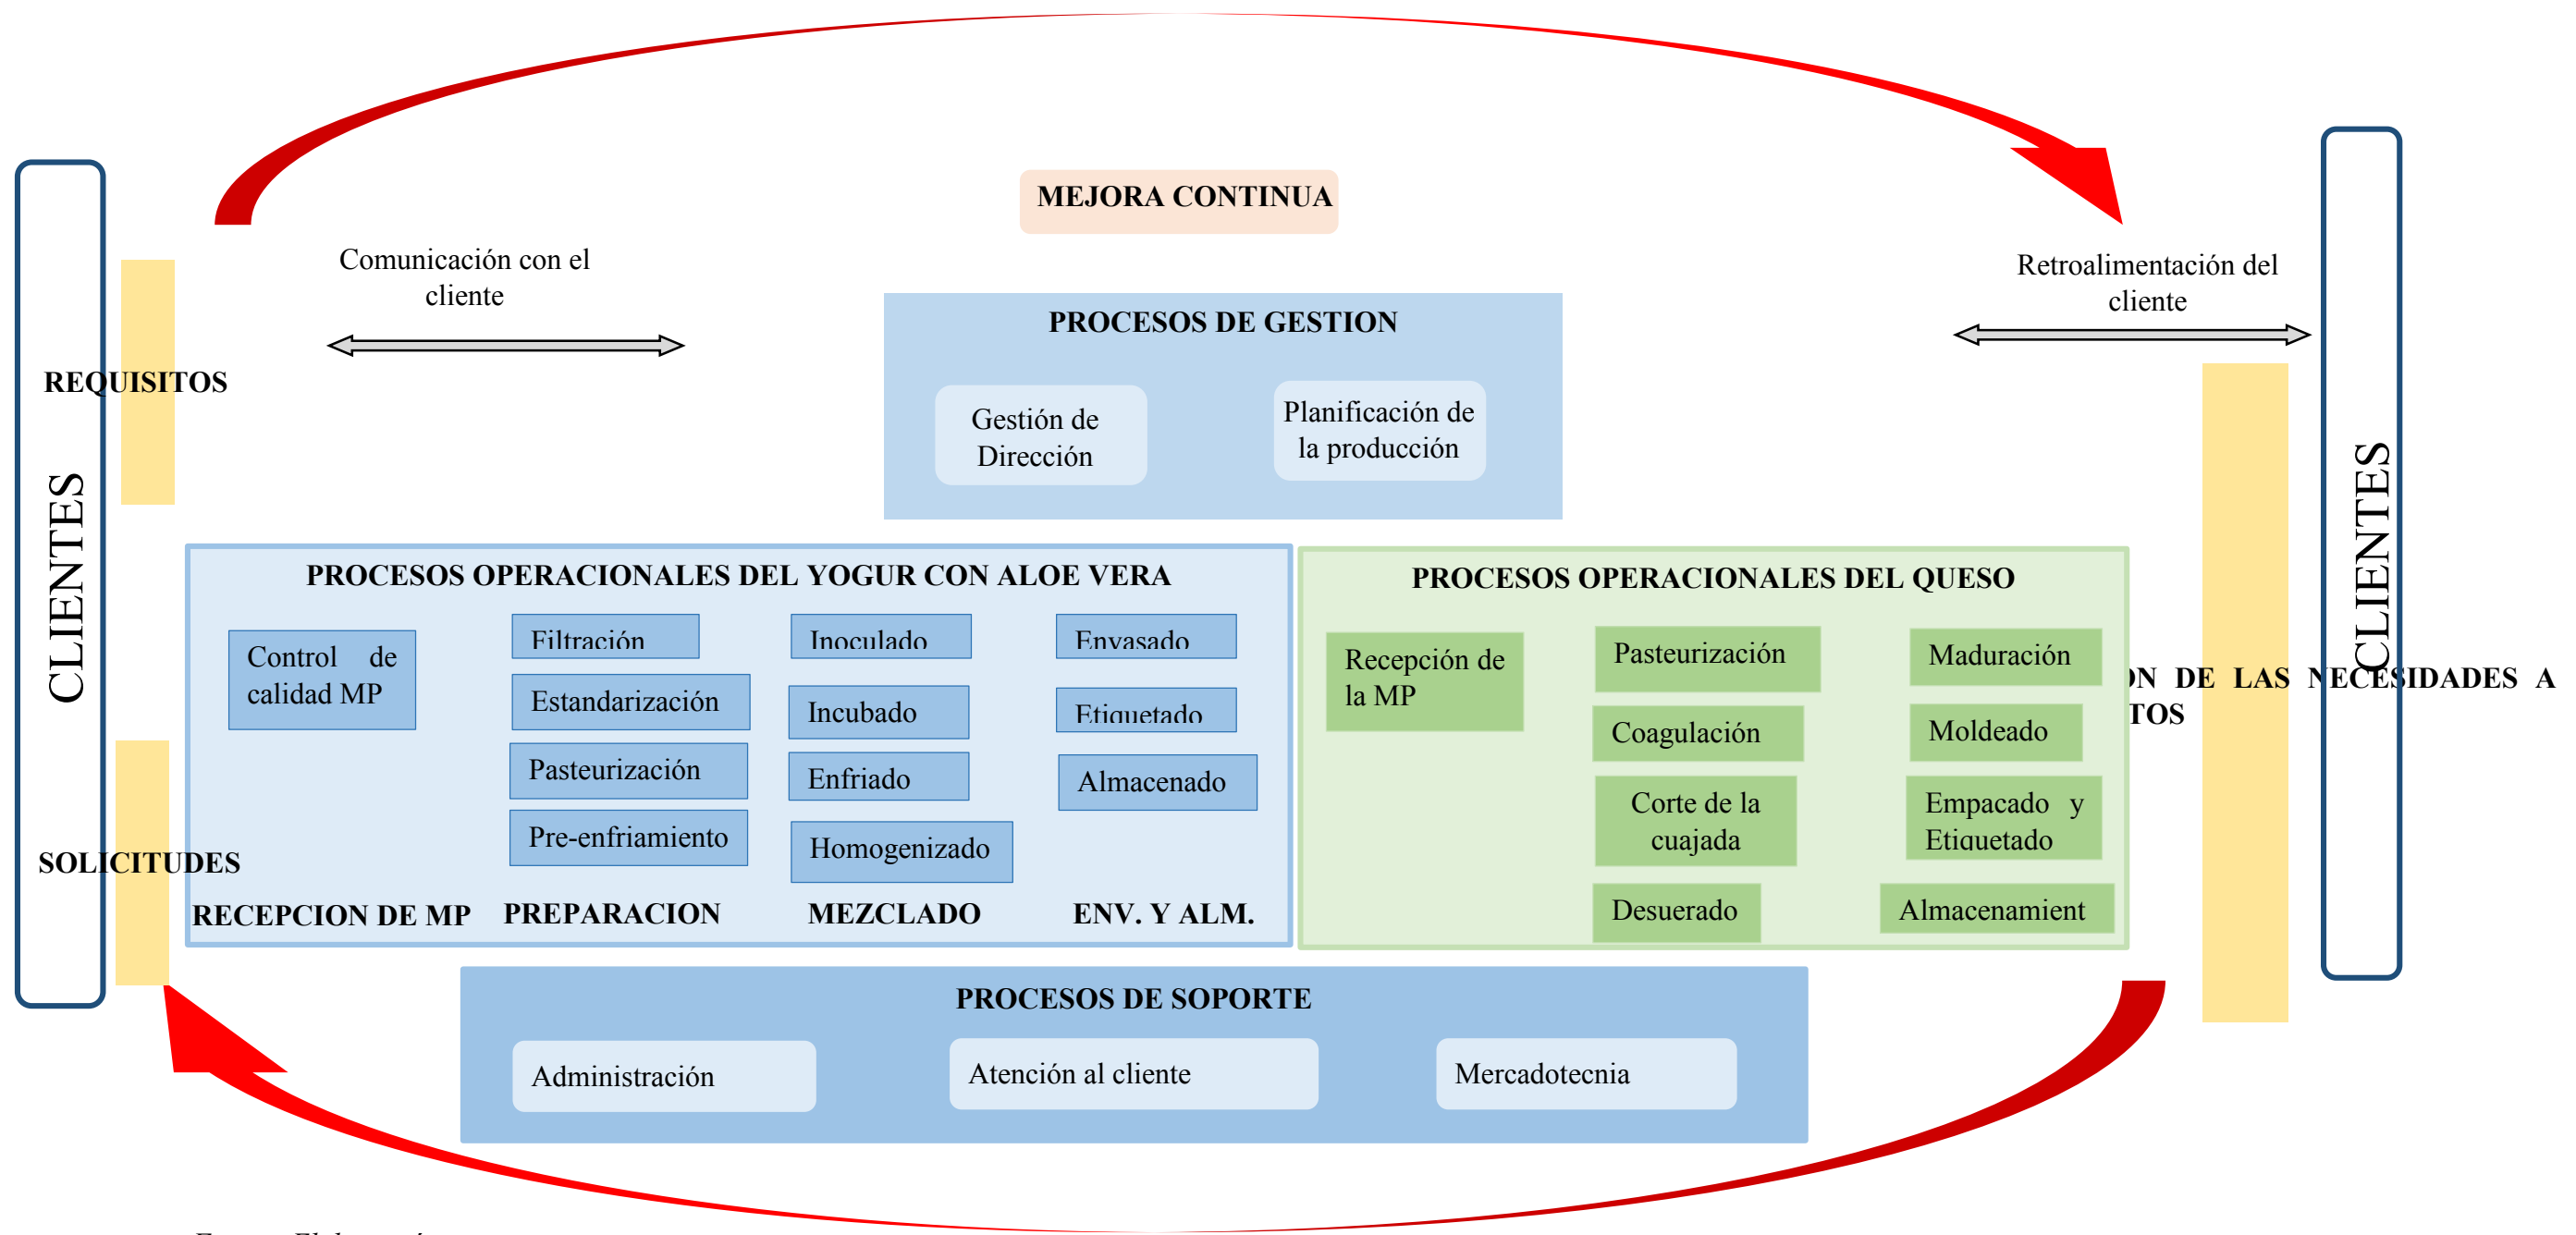 MEJORA CONTINUA
Comunicación con el
cliente
Retroalimentación del
cliente
CLIENTES
REQUISITOS
SOLICITUDES
PROCESOS DE GESTION
Gestión de
Dirección
Planificación de
la producción
PROCESOS OPERACIONALES DEL YOGUR CON ALOE VERA
Control de
calidad MP
RECEPCION DE MP
Filtración
Estandarización
Pasteurización
Pre-enfriamiento
PREPARACION
Inoculado
Incubado
Enfriado
Homogenizado
MEZCLADO
Envasado
Etiquetado
Almacenado
ENV. Y ALM.
PROCESOS OPERACIONALES DEL QUESO
Recepción de
la MP
Pasteurización
Coagulación
Corte de la
cuajada
Desuerado
Maduración
Moldeado
Empacado y
Etiquetado
Almacenamient
DE LAS NECESIDADES A
TOS
CLIENTES
PROCESOS DE SOPORTE
Administración
Atención al cliente
Mercadotecnia